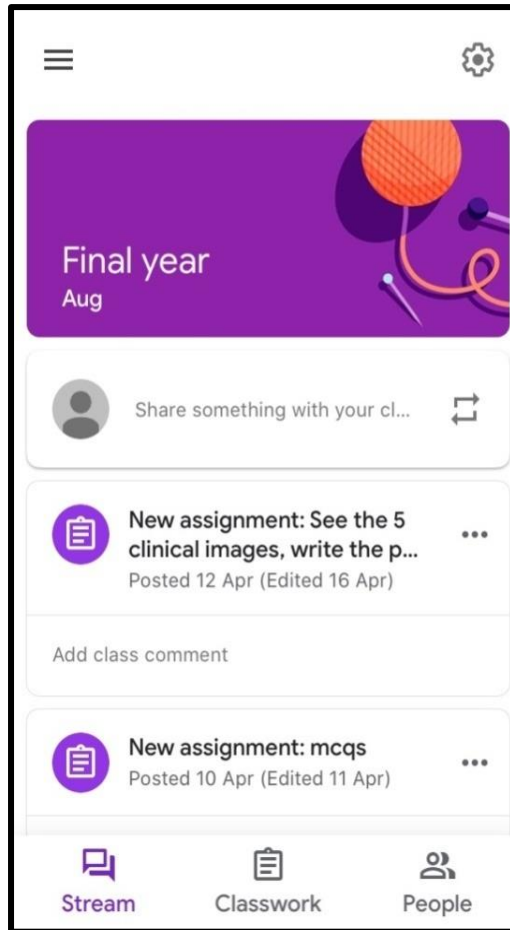 Final year
Aug
Share something with your cl...
New assignment: See the 5
clinical images, write the p...
Posted 12 Apr (Edited 16 Apr)
Add class comment
New assignment: mcqs
Posted 10 Apr (Edited 11 Apr)
Stream Classwork People